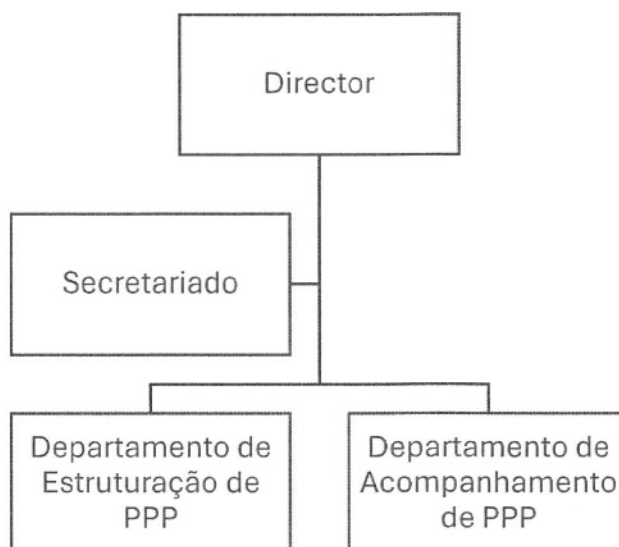 Director
Secretariado
Departamento de
Estruturação de
PPP
Departamento de
Acompanhamento
de PPP